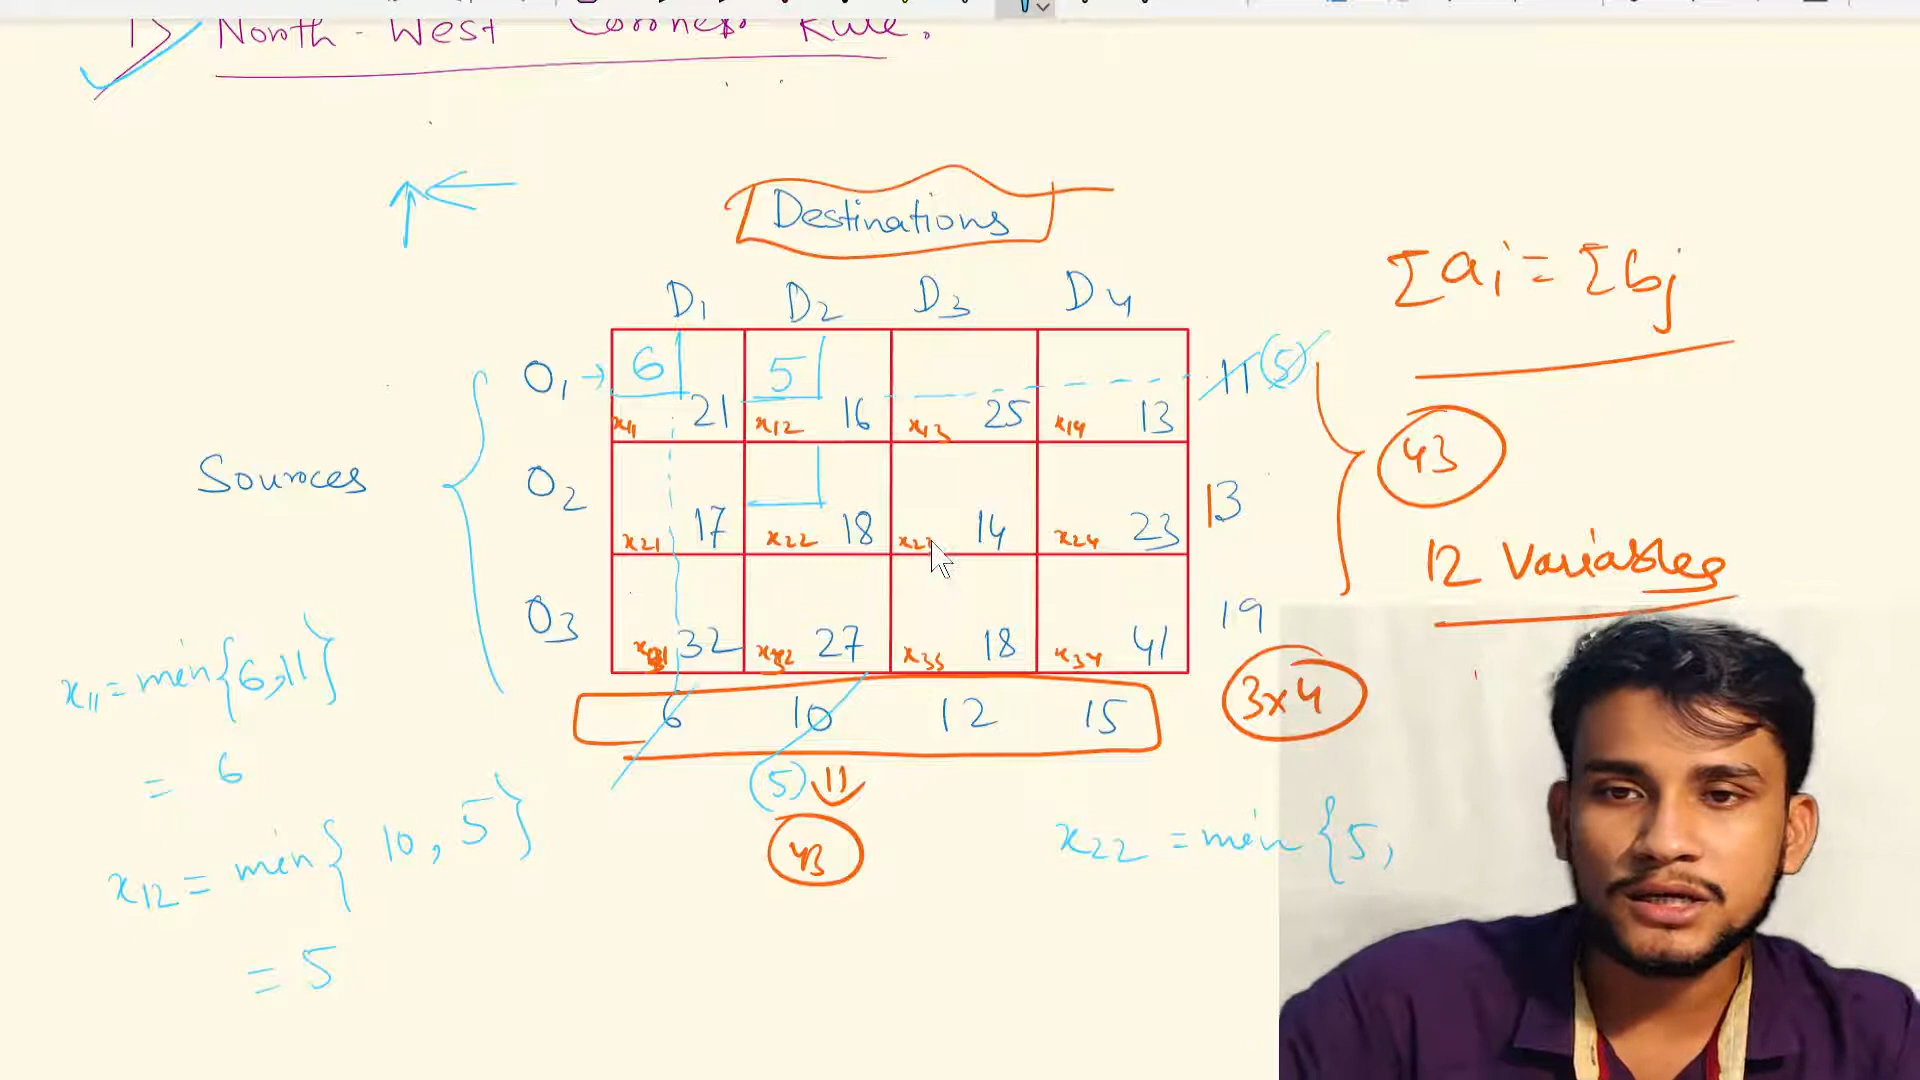 1) North-West Corner Rule.
Destinations
Σai = Σbj
D1 D2 D3 D4
O1 → 6 5 11 (5)
x11 21 x12 16 x13 25 x14 13
43
Sources
O2 13
x21 17 x22 18 x23 14 x24 23
12 Variables
O3 19
x31 32 x32 27 x33 18 x34 41
x11 = min{6,11}
3x4
6 10 12 15
= 6
(5)
x12 = min{10, 5}
43
x22 = min{5,
= 5